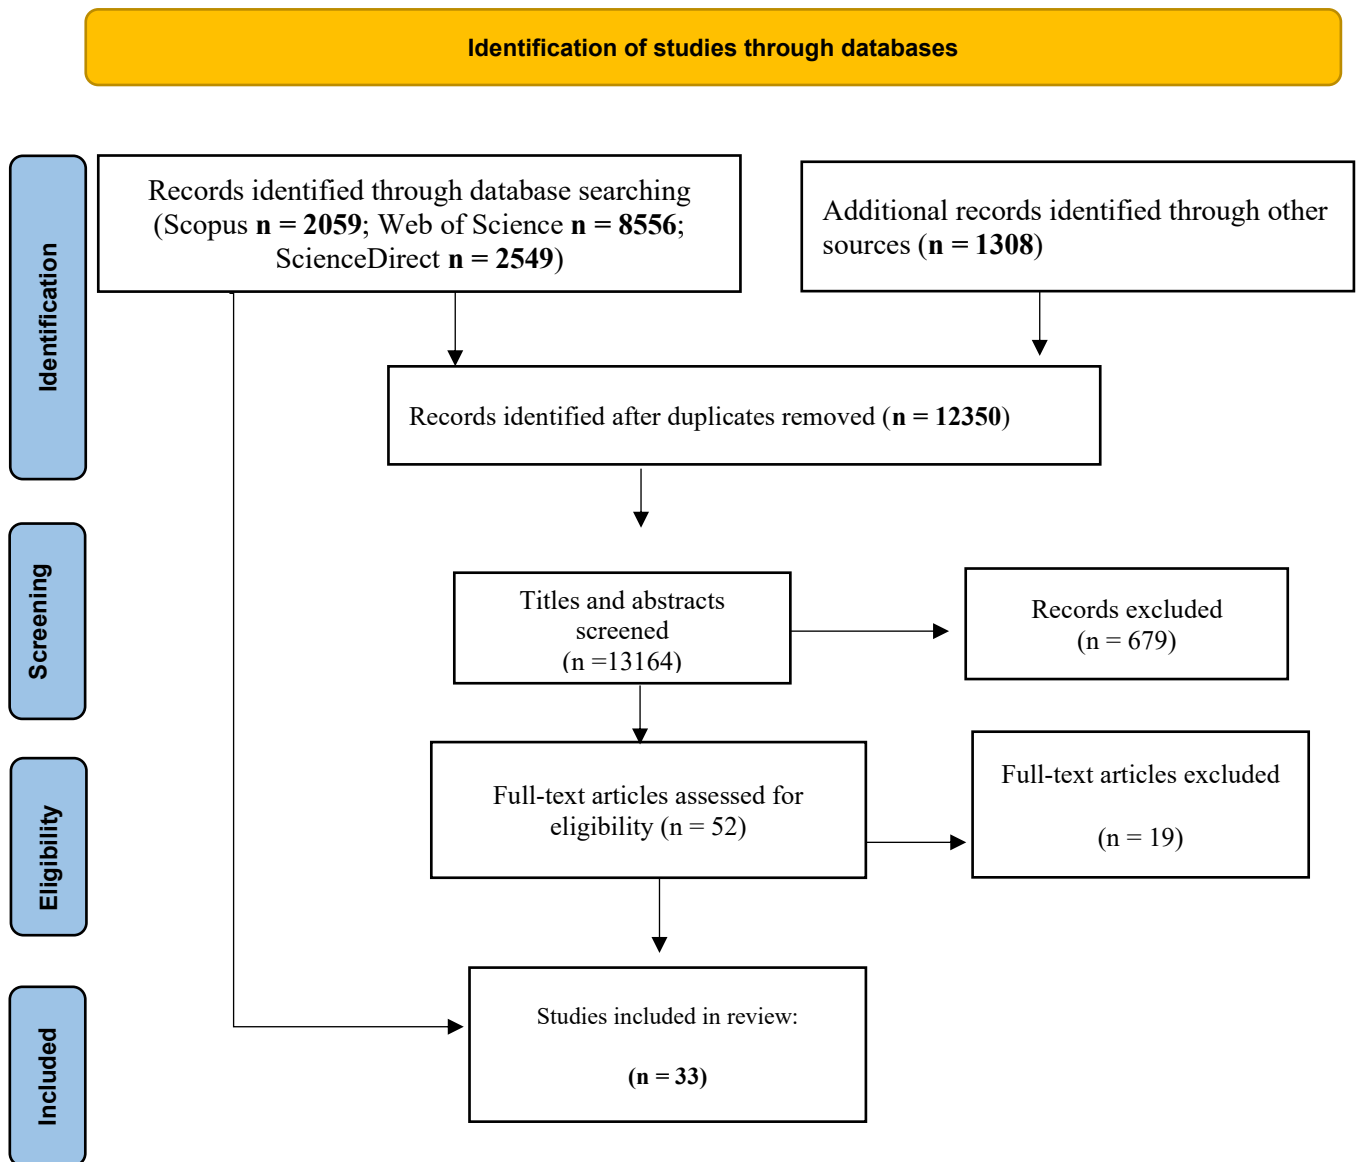 Identification of studies through databases
Identification
Records identified through database searching
(Scopus n = 2059; Web of Science n = 8556;
ScienceDirect n = 2549)
Additional records identified through other
sources (n = 1308)
Records identified after duplicates removed (n = 12350)
Screening
Titles and abstracts
screened
(n =13164)
Records excluded
(n = 679)
Eligibility
Full-text articles assessed for
eligibility (n = 52)
Full-text articles excluded
(n = 19)
Included
Studies included in review:
(n = 33)